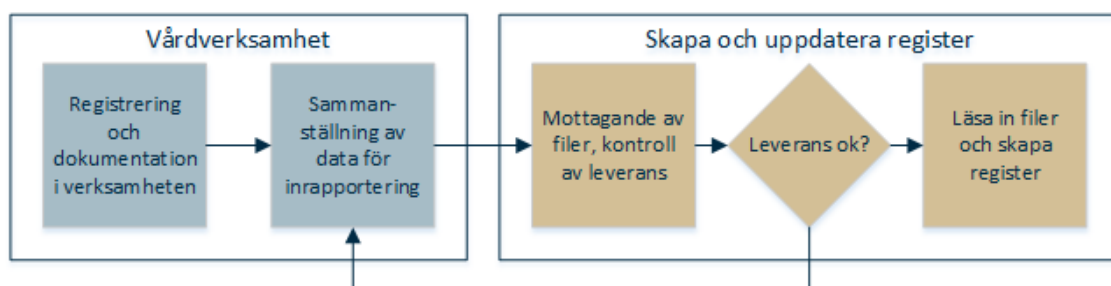 Vårdverksamhet
Registrering
och
dokumentation
i verksamheten
Samman-
ställning av
data för
inrapportering
Skapa och uppdatera register
Mottagande av
filer, kontroll
av leverans
Leverans ok?
Läsa in filer
och skapa
register